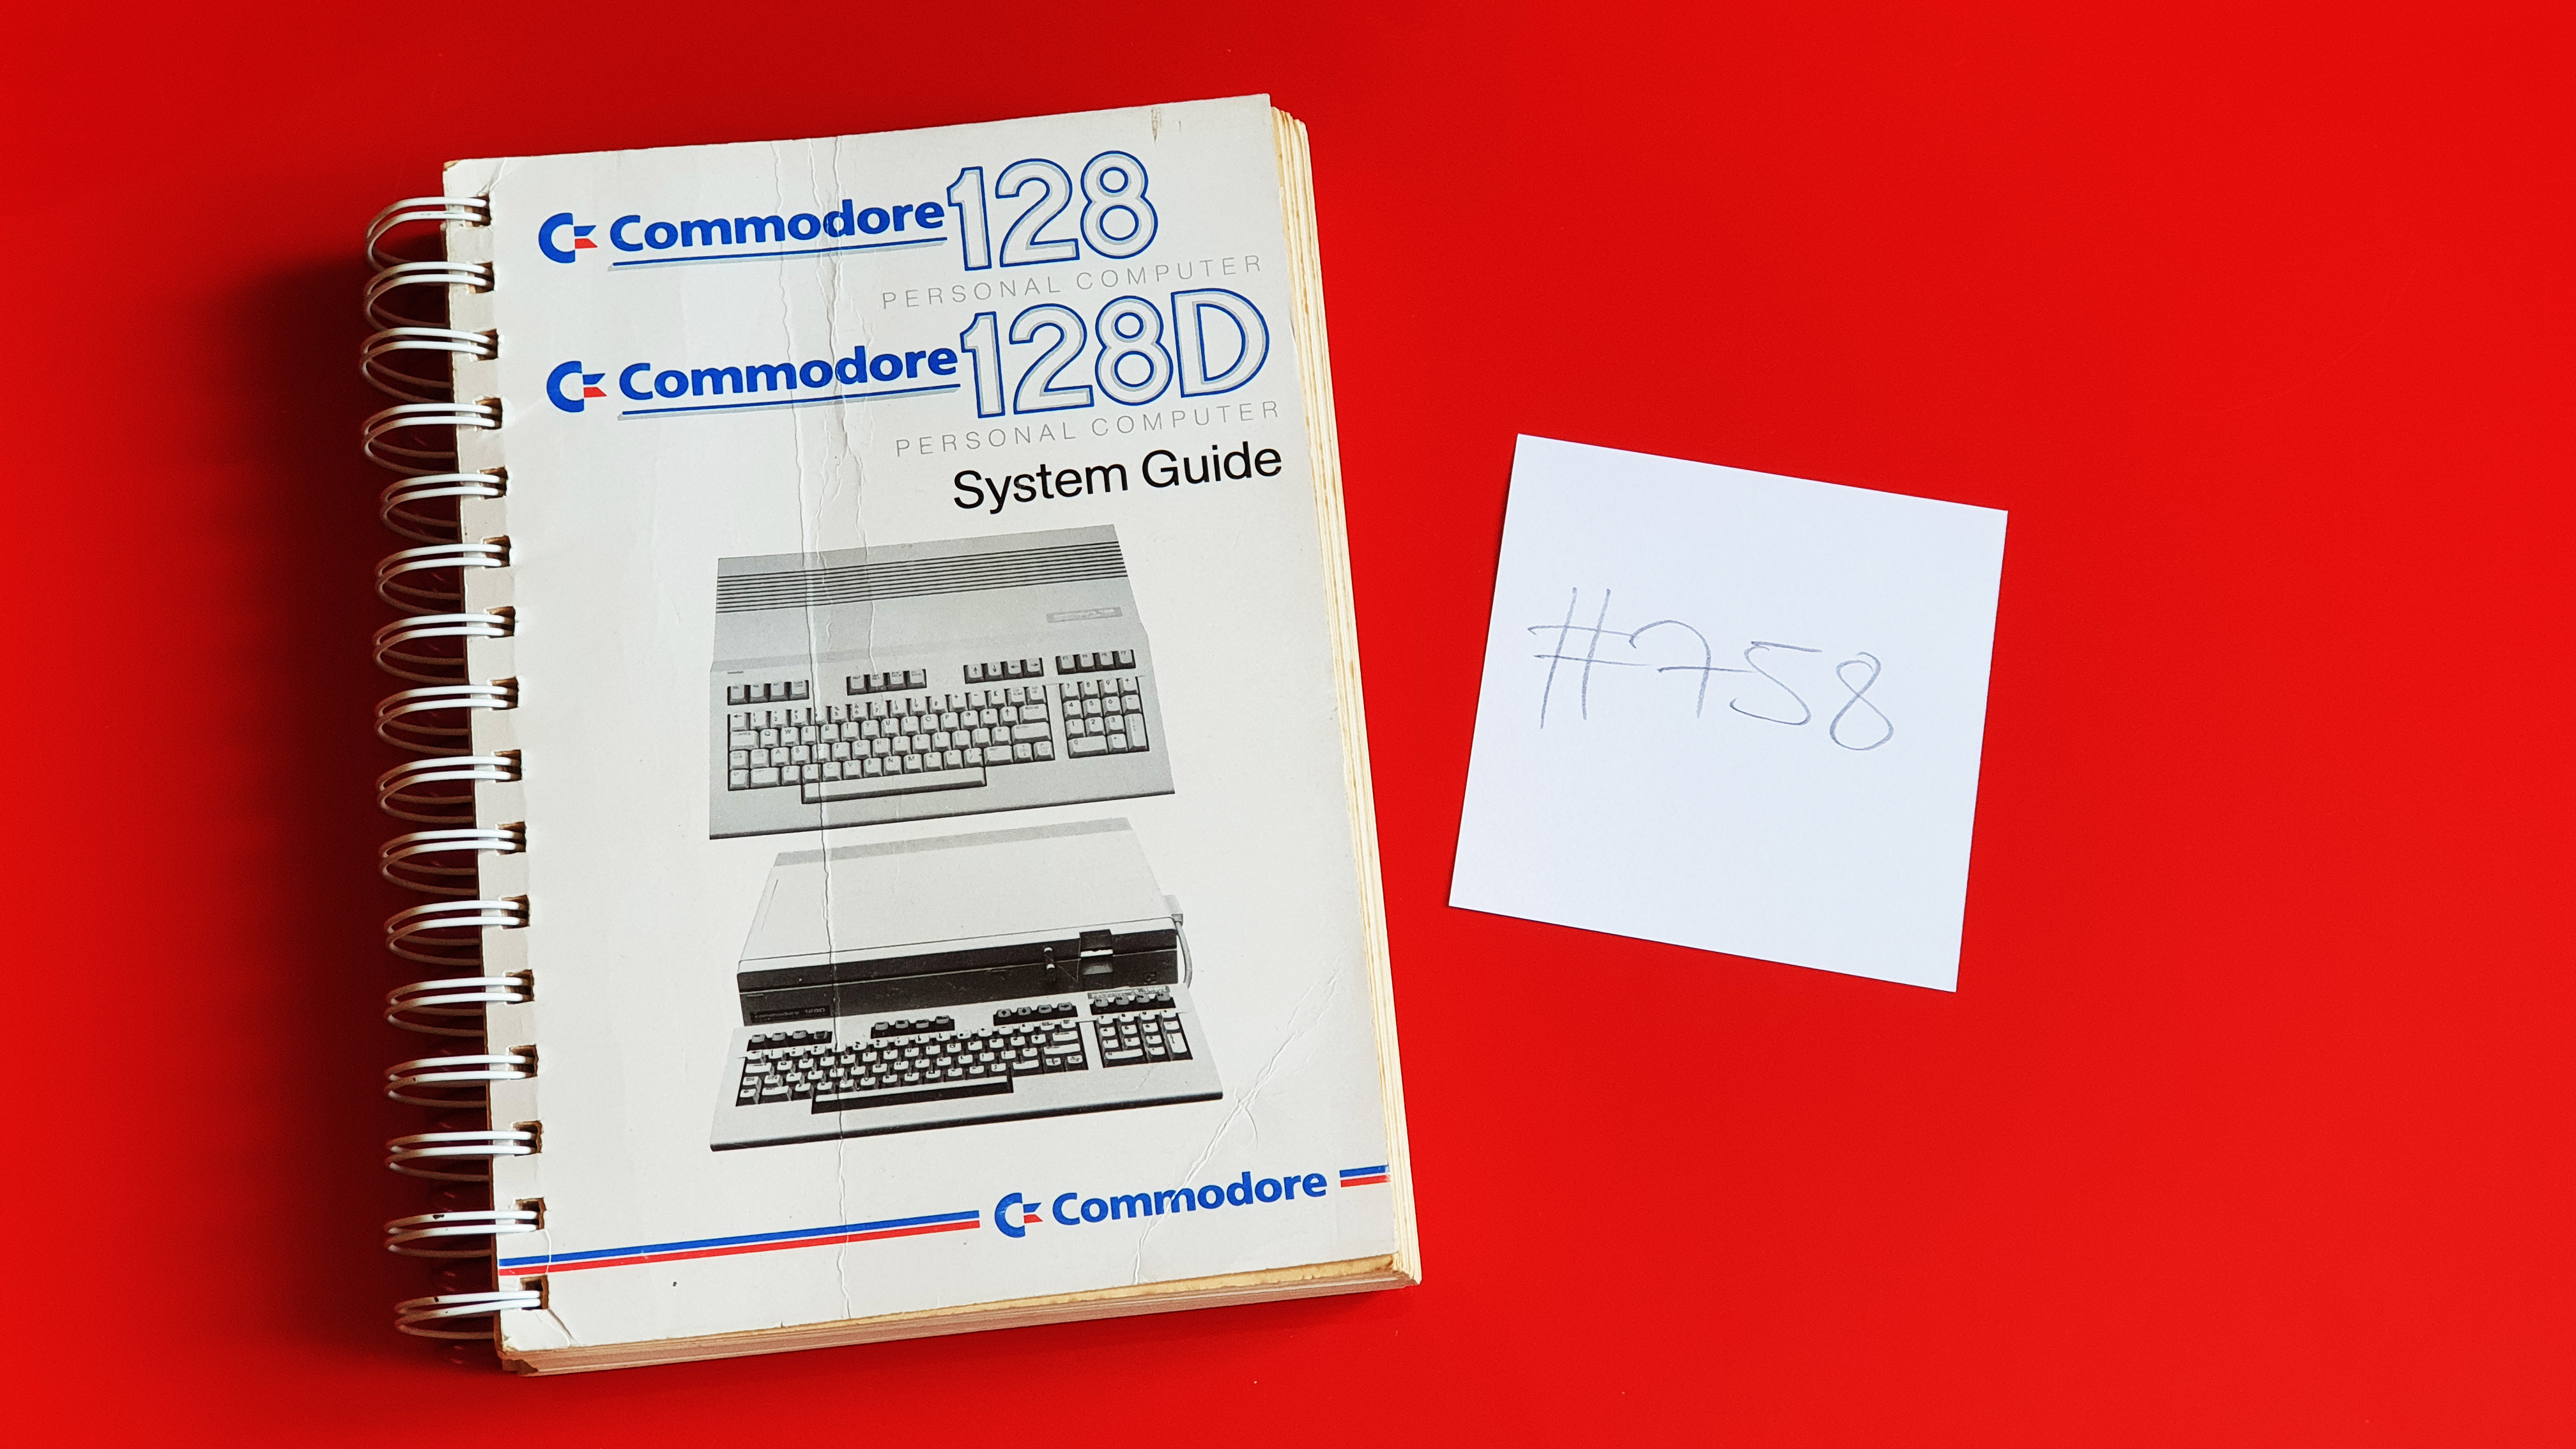 Commodore 128
PERSONAL COMPUTER
Commodore 128D
PERSONAL COMPUTER
System Guide
Commodore
#758